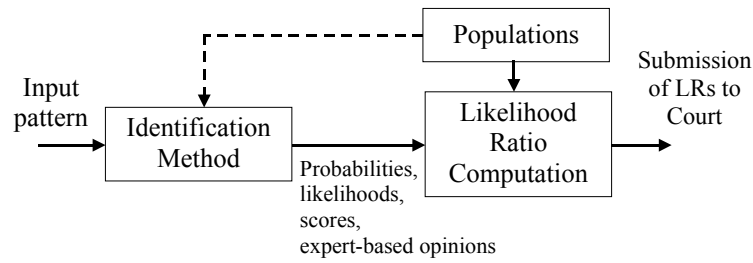 Populations
Submission
of LRs to
Court
Input
pattern
Identification
Method
Likelihood
Ratio
Computation
Probabilities,
likelihoods,
scores,
expert-based opinions